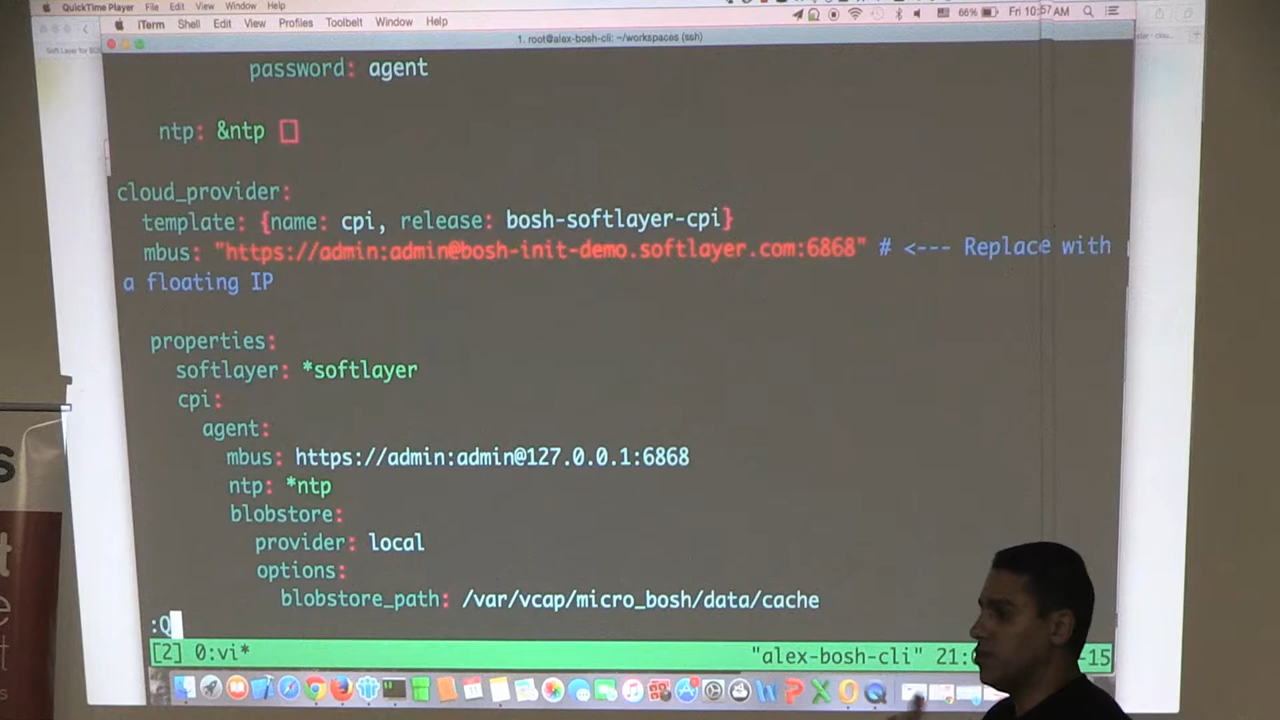 QuickTime Player File Edit View Window Help
iTerm Shell Edit View Profiles Toolbelt Window Help 66% Fri 10:57 AM
1. root@alex-bosh-cli: ~/workspaces (ssh)
password: agent
ntp: &ntp []
cloud_provider:
template: {name: cpi, release: bosh-softlayer-cpi}
mbus: "https://admin:admin@bosh-init-demo.softlayer.com:6868" # <--- Replace with
a floating IP
properties:
softlayer: *softlayer
cpi:
agent:
mbus: https://admin:admin@127.0.0.1:6868
ntp: *ntp
blobstore:
provider: local
options:
blobstore_path: /var/vcap/micro_bosh/data/cache
:Q
[2] 0:vi* "alex-bosh-cli" 21: -15